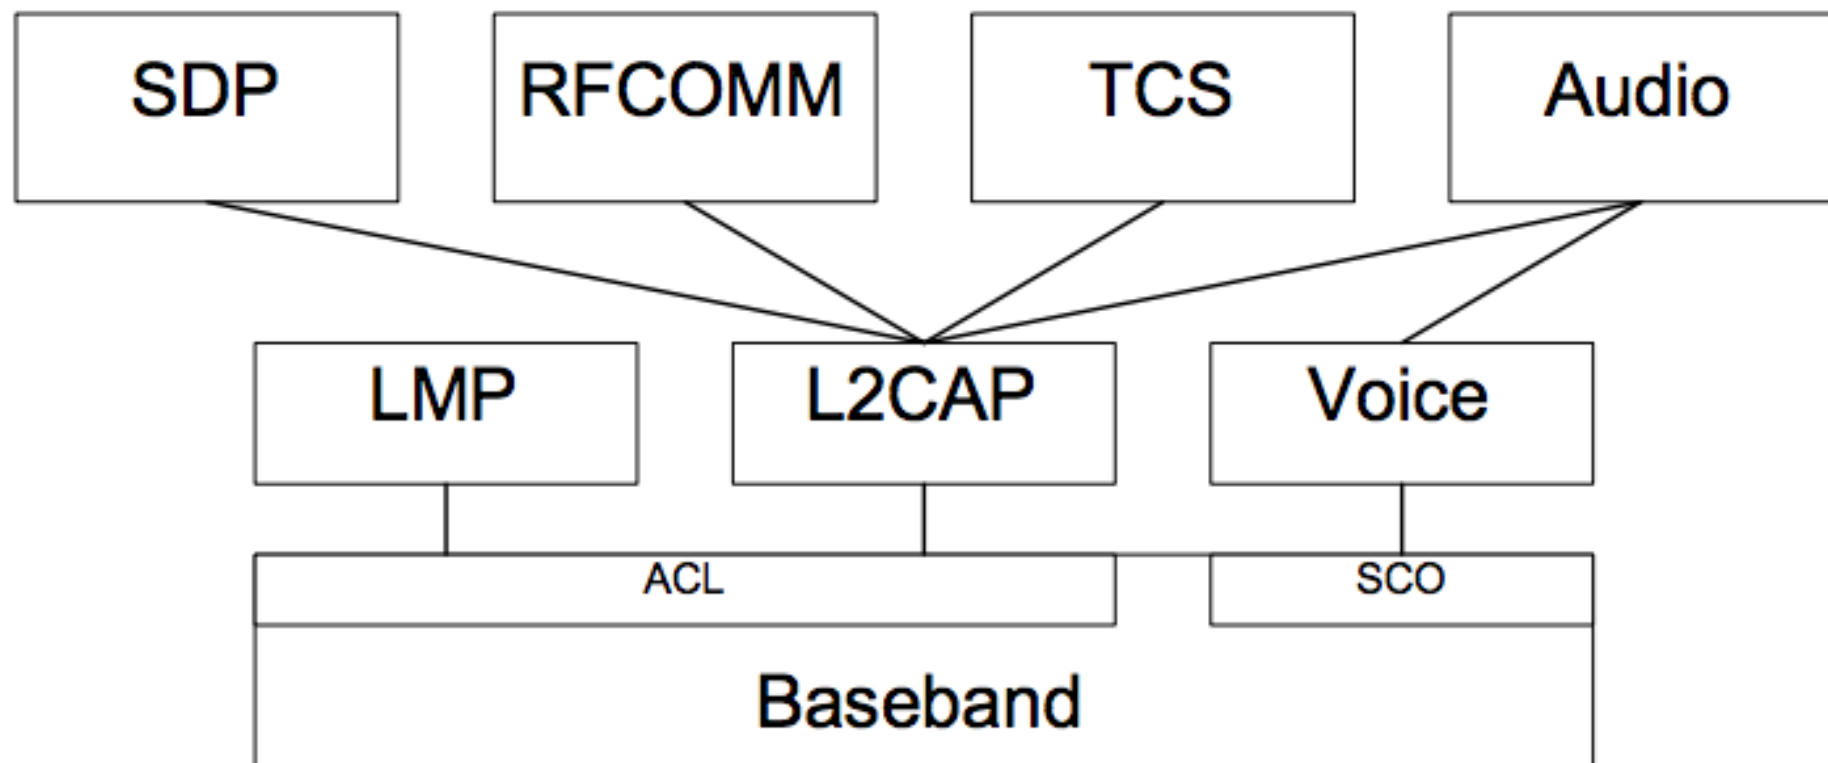 SDP
RFCOMM
TCS
Audio
LMP
L2CAP
Voice
ACL
SCO
Baseband